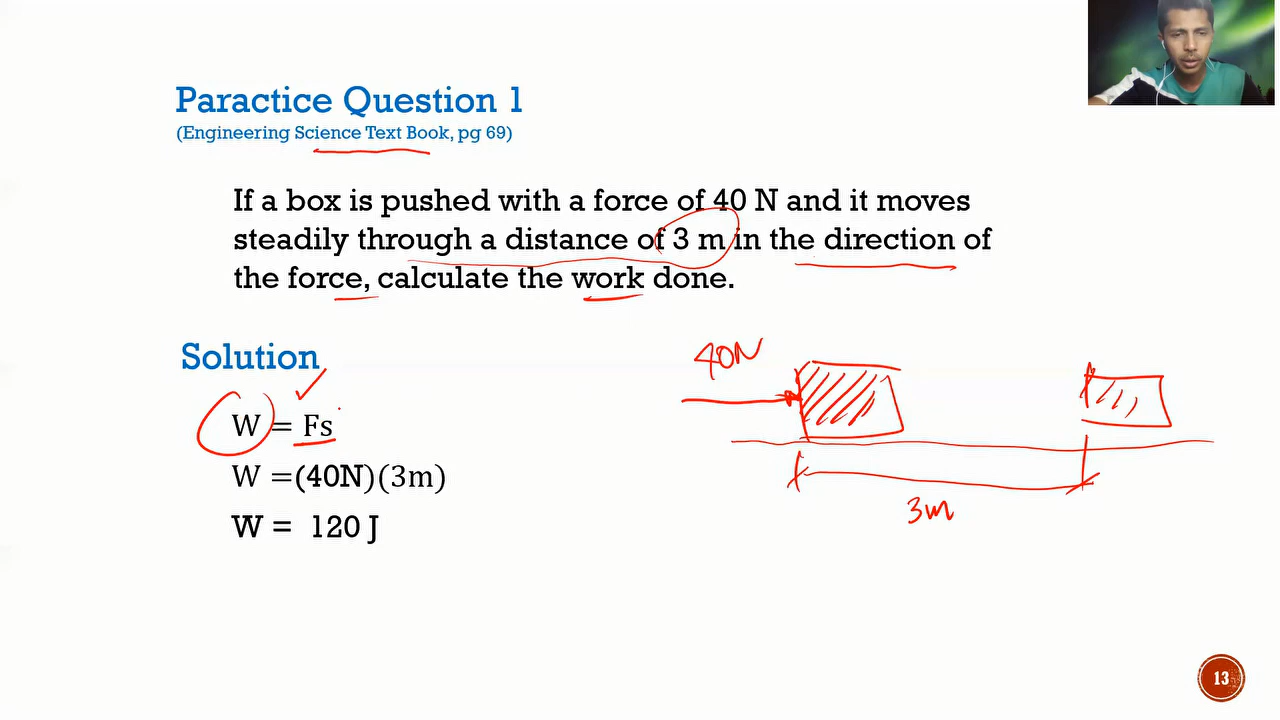 Paractice Question 1
(Engineering Science Text Book, pg 69)
If a box is pushed with a force of 40 N and it moves
steadily through a distance of 3 m in the direction of
the force, calculate the work done.
Solution
W = Fs
W =(40N)(3m)
W = 120 J
40N
3m
13